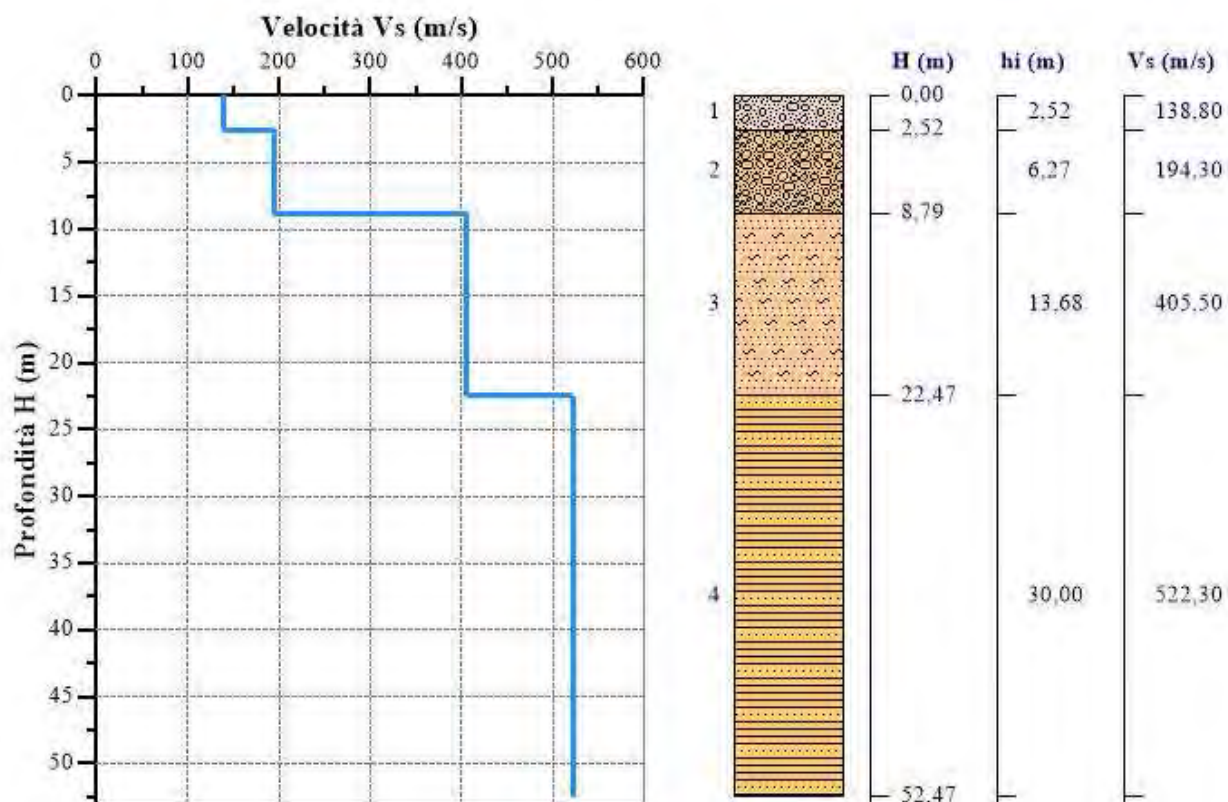 Velocità Vs (m/s)
0 100 200 300 400 500 600
Profondità H (m)
0
5
10
15
20
25
30
35
40
45
50
H (m) hi (m) Vs (m/s)
0,00
1 2,52 138,80
2,52
2 6,27 194,30
8,79
3 13,68 405,50
22,47
4 30,00 522,30
52,47